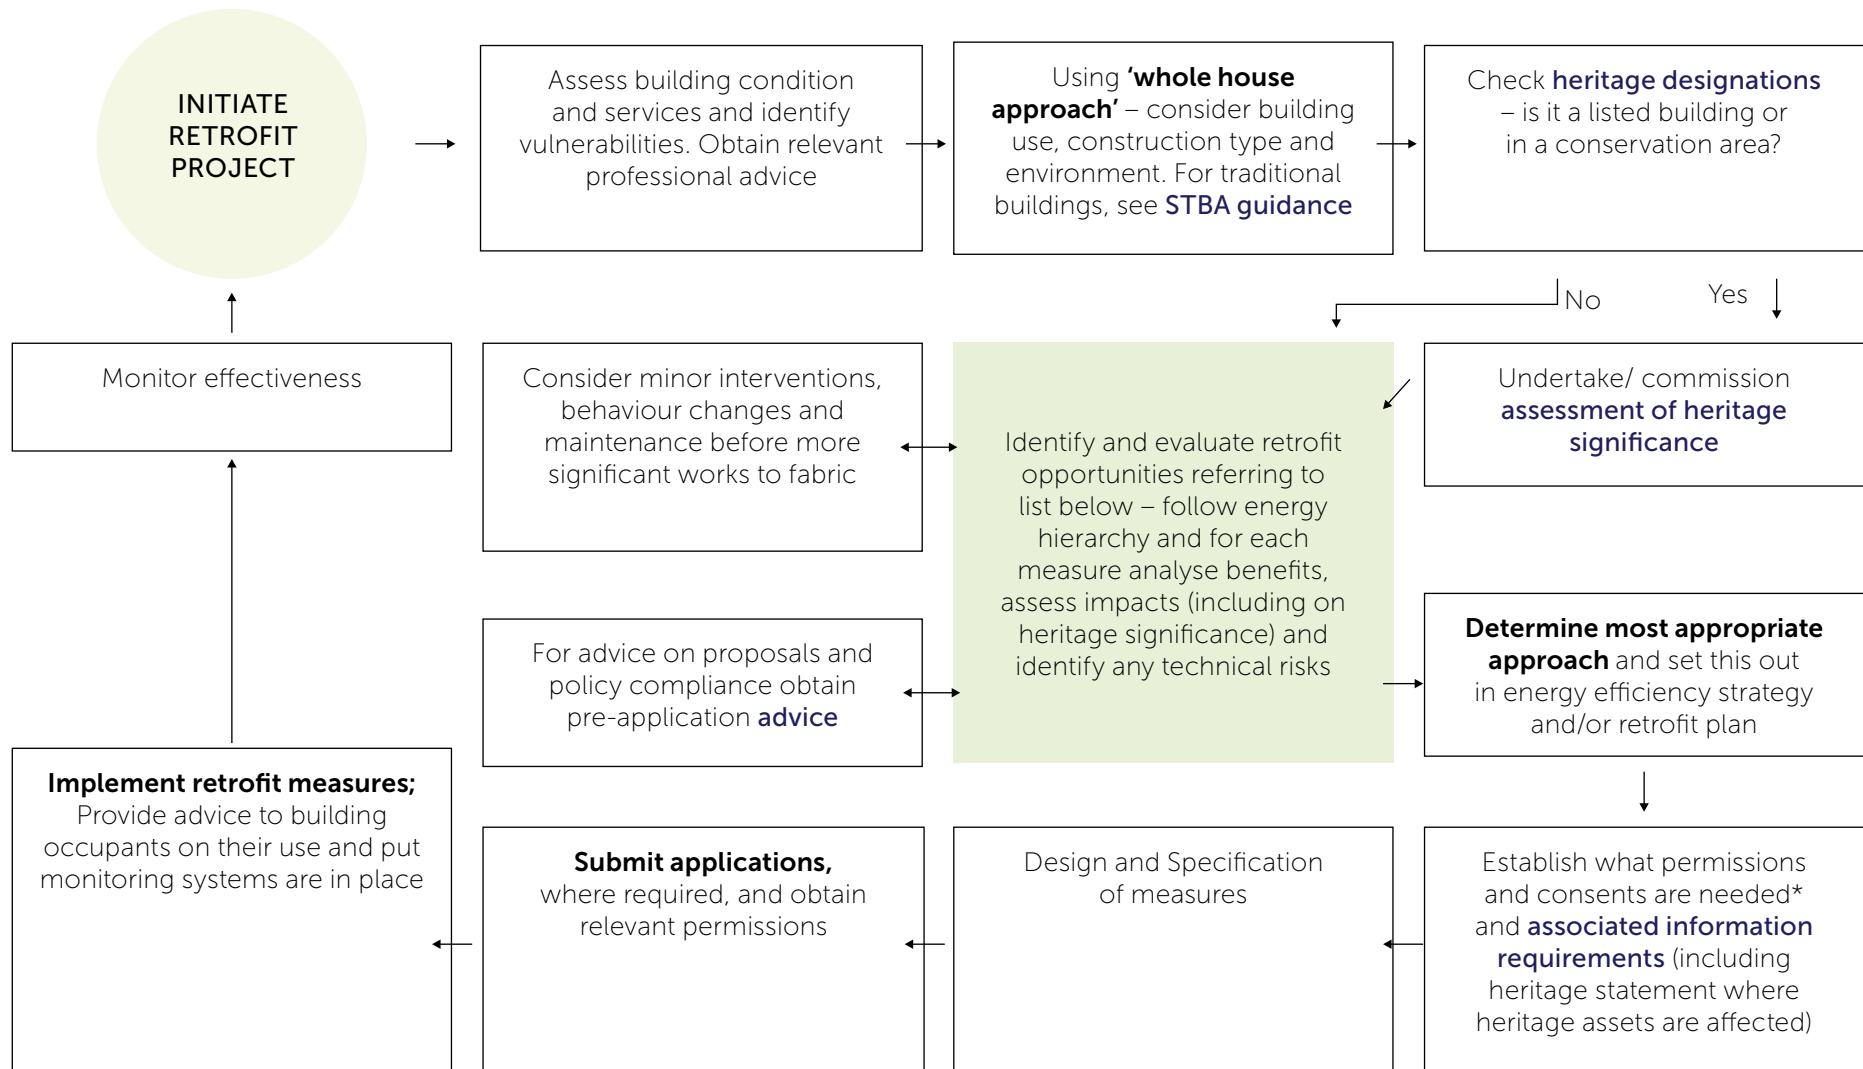 INITIATE
RETROFIT
PROJECT
Assess building condition
and services and identify
vulnerabilities. Obtain relevant
professional advice
Using ‘whole house
approach’ – consider building
use, construction type and
environment. For traditional
buildings, see STBA guidance
Check heritage designations
– is it a listed building or
in a conservation area?
No
Yes
Monitor effectiveness
Consider minor interventions,
behaviour changes and
maintenance before more
significant works to fabric
Identify and evaluate retrofit
opportunities referring to
list below – follow energy
hierarchy and for each
measure analyse benefits,
assess impacts (including on
heritage significance) and
identify any technical risks
Undertake/ commission
assessment of heritage
significance
For advice on proposals and
policy compliance obtain
pre-application advice
Determine most appropriate
approach and set this out
in energy efficiency strategy
and/or retrofit plan
Implement retrofit measures;
Provide advice to building
occupants on their use and put
monitoring systems are in place
Submit applications,
where required, and obtain
relevant permissions
Design and Specification
of measures
Establish what permissions
and consents are needed*
and associated information
requirements (including
heritage statement where
heritage assets are affected)